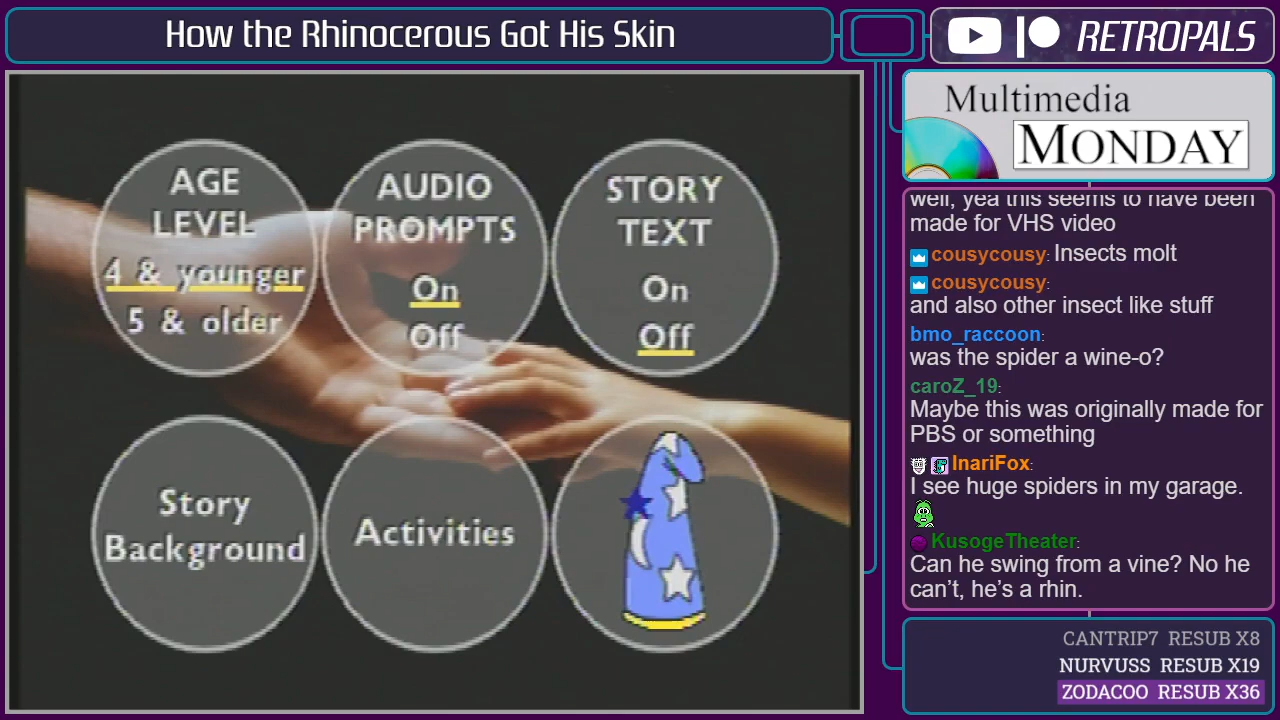 How the Rhinocerous Got His Skin
RETROPALS
Multimedia
MONDAY
AGE
LEVEL
4 & younger
5 & older
AUDIO
PROMPTS
On
Off
STORY
TEXT
On
Off
Story
Background
Activities
well, yea this seems to have been
made for VHS video
cousycousy: Insects molt
cousycousy:
and also other insect like stuff
bmo_raccoon:
was the spider a wine-o?
caroZ_19:
Maybe this was originally made for
PBS or something
InariFox:
I see huge spiders in my garage.
KusogeTheater:
Can he swing from a vine? No he
can't, he's a rhin.
CANTRIP7 RESUB X8
NURVUSS RESUB X19
ZODACOO RESUB X36